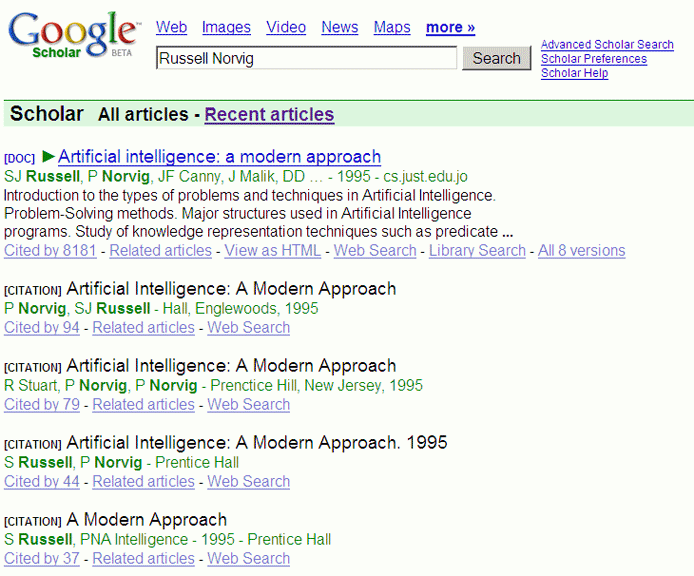 Google™
Scholar BETA
Web Images Video News Maps more »
Russell Norvig
Search
Advanced Scholar Search
Scholar Preferences
Scholar Help
Scholar All articles - Recent articles
[DOC] ►Artificial intelligence: a modern approach
SJ Russell, P Norvig, JF Canny, J Malik, DD ... - 1995 - cs.just.edu.jo
Introduction to the types of problems and techniques in Artificial Intelligence.
Problem-Solving methods. Major structures used in Artificial Intelligence
programs. Study of knowledge representation techniques such as predicate ...
Cited by 8181 - Related articles - View as HTML - Web Search - Library Search - All 8 versions
[CITATION] Artificial Intelligence: A Modern Approach
P Norvig, SJ Russell - Hall, Englewoods, 1995
Cited by 94 - Related articles - Web Search
[CITATION] Artificial Intelligence: A Modern Approach
R Stuart, P Norvig, P Norvig - Prenctice Hill, New Jersey, 1995
Cited by 79 - Related articles - Web Search
[CITATION] Artificial Intelligence: A Modern Approach. 1995
S Russell, P Norvig - Prentice Hall
Cited by 44 - Related articles - Web Search
[CITATION] A Modern Approach
S Russell, PNA Intelligence - 1995 - Prentice Hall
Cited by 37 - Related articles - Web Search